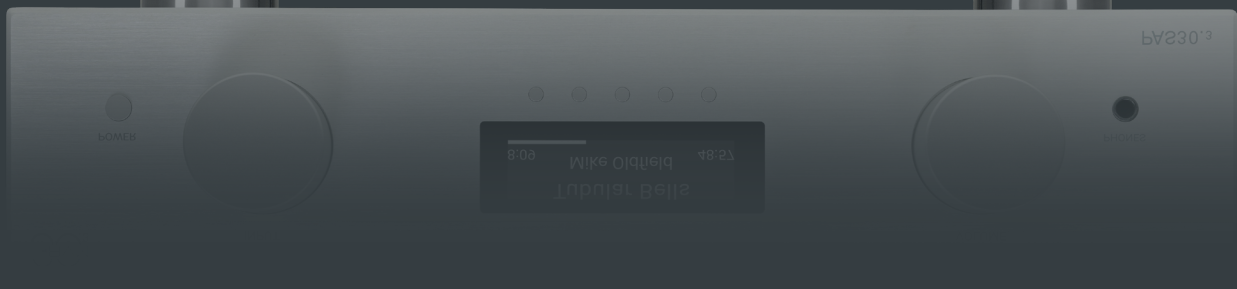 PAS30.3
POWER
8:09 48:57
Mike Oldfield
Tubular Bells